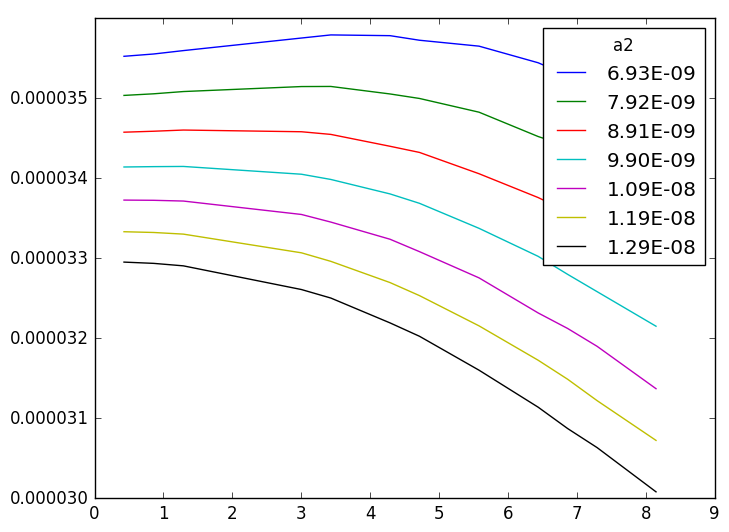 a2
6.93E-09
7.92E-09
8.91E-09
9.90E-09
1.09E-08
1.19E-08
1.29E-08
0.000035
0.000034
0.000033
0.000032
0.000031
0.000030
0 1 2 3 4 5 6 7 8 9